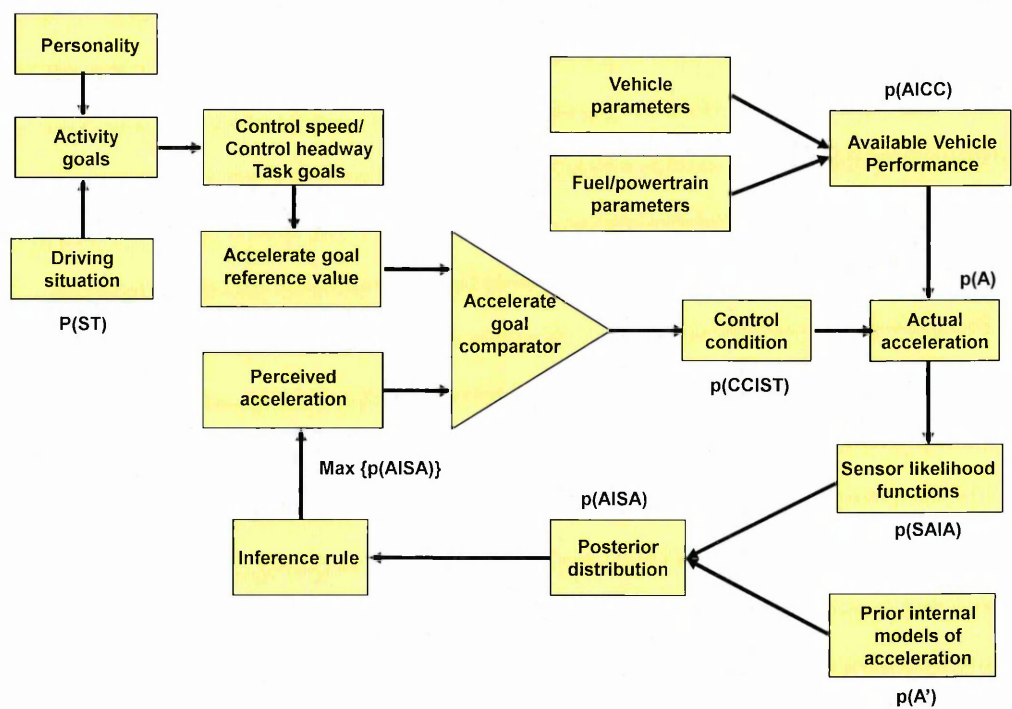 Personality
Activity
goals
Driving
situation
P(ST)
Control speed/
Control headway
Task goals
Accelerate goal
reference value
Perceived
acceleration
Max {p(AISA)}
Inference rule
Accelerate
goal
comparator
Vehicle
parameters
Fuel/powertrain
parameters
p(AICC)
Available Vehicle
Performance
p(A)
Control
condition
p(CCIST)
Actual
acceleration
Sensor likelihood
functions
p(SAIA)
p(AISA)
Posterior
distribution
Prior internal
models of
acceleration
p(A')